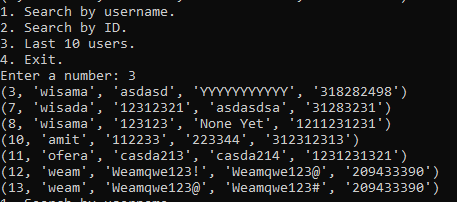 1. Search by username.
2. Search by ID.
3. Last 10 users.
4. Exit.
Enter a number: 3
(3, 'wisama', 'asdasd', 'YYYYYYYYYYY', '318282498')
(7, 'wisada', '12312321', 'asdasdsa', '31283231')
(8, 'wisama', '123123', 'None Yet', '1211231231')
(10, 'amit', '112233', '223344', '312312313')
(11, 'ofera', 'casda213', 'casda214', '1231231321')
(12, 'weam', 'Weamqwe123!', 'Weamqwe123@', '209433390')
(13, 'weam', 'Weamqwe123@', 'Weamqwe123#', '209433390')
1. Search by username.